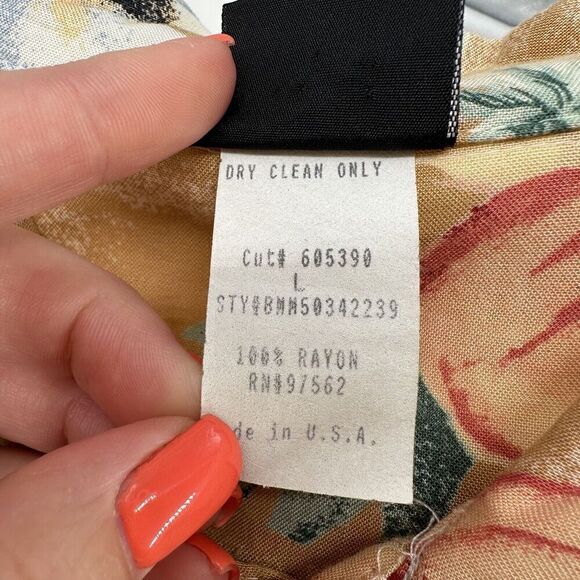 DRY CLEAN ONLY
Cut# 605390
L
STY#BMM50342239
100% RAYON
RN#97562
de in U.S.A.